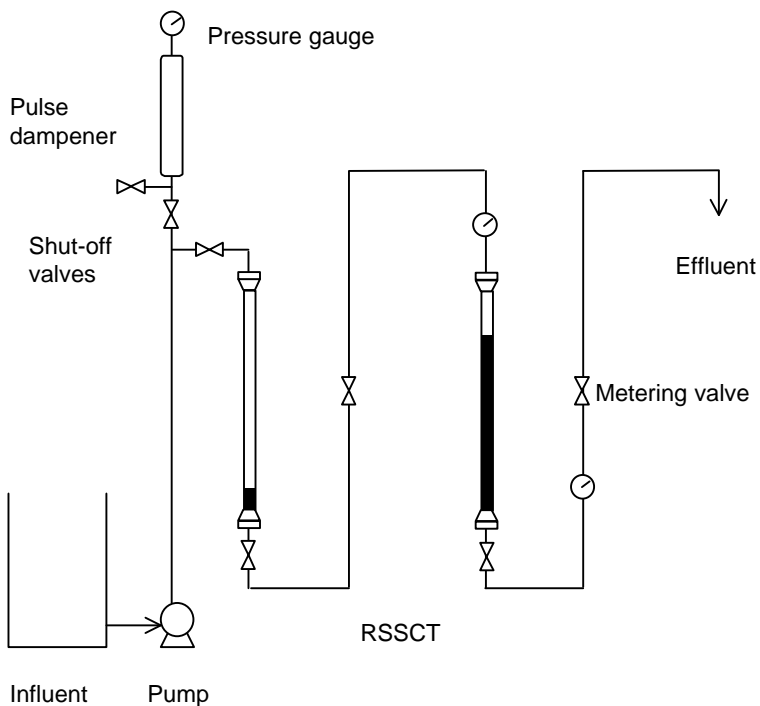 Pressure gauge
Pulse
dampener
Shut-off
valves
Effluent
Metering valve
RSSCT
Influent
Pump